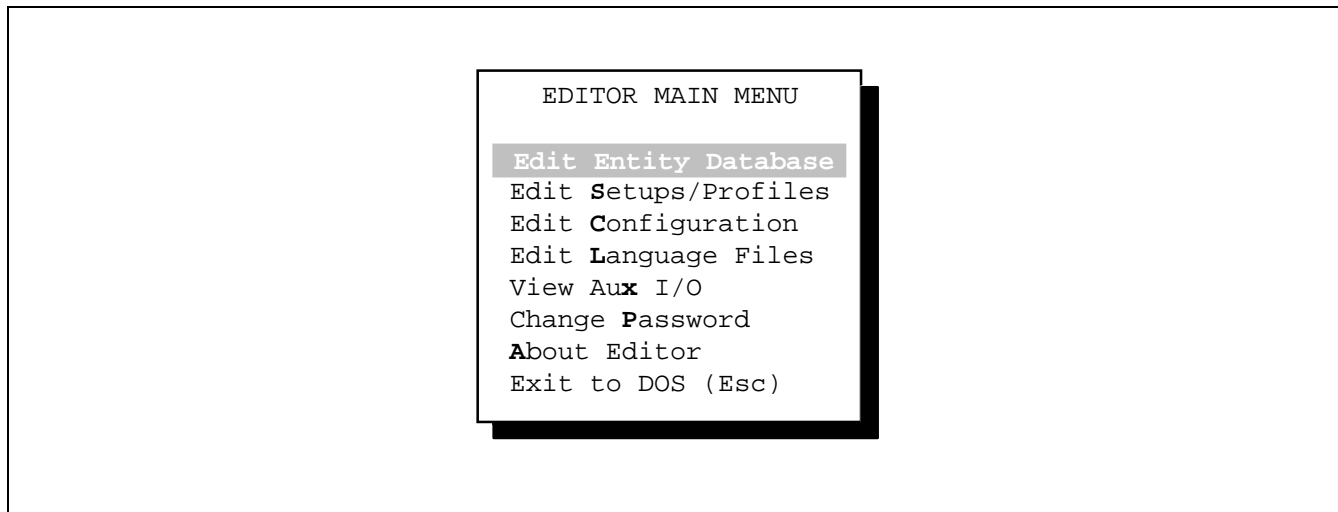 EDITOR MAIN MENU
Edit Entity Database
Edit Setups/Profiles
Edit Configuration
Edit Language Files
View Aux I/O
Change Password
About Editor
Exit to DOS (Esc)